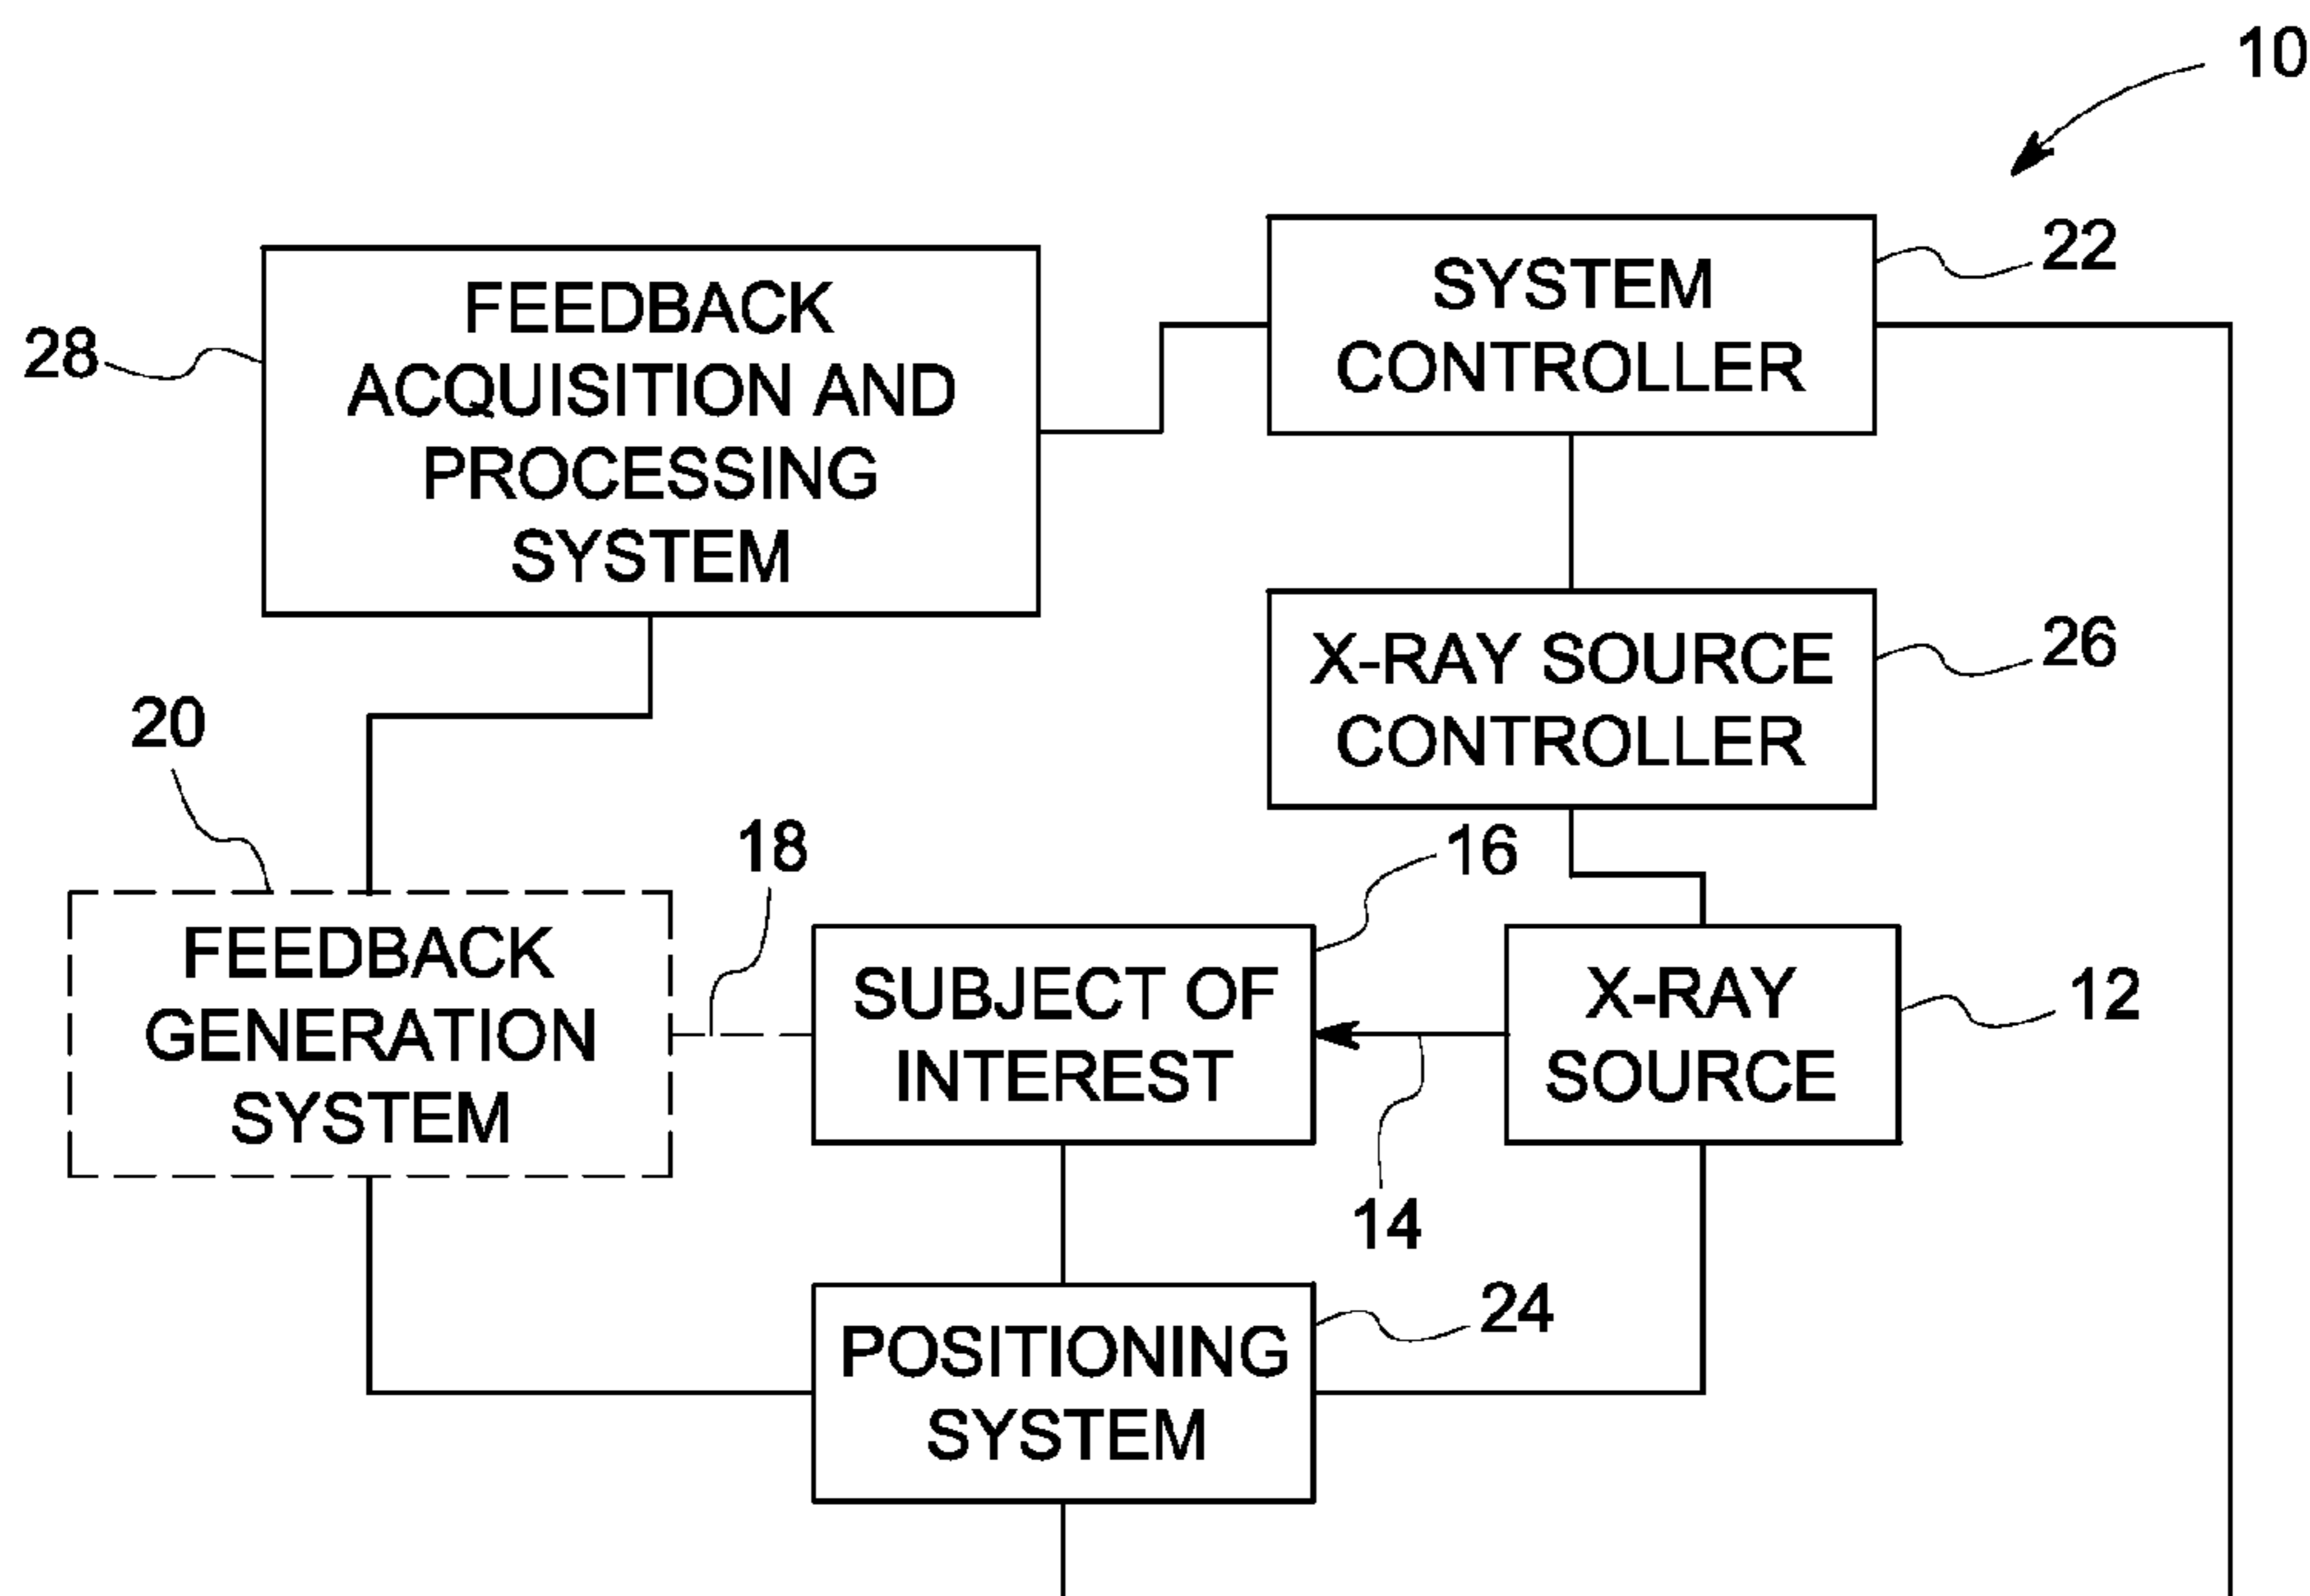 10
FEEDBACK
ACQUISITION AND
PROCESSING
SYSTEM
28
SYSTEM
CONTROLLER
22
X-RAY SOURCE
CONTROLLER
26
20
FEEDBACK
GENERATION
SYSTEM
18
SUBJECT OF
INTEREST
16
X-RAY
SOURCE
12
14
POSITIONING
SYSTEM
24